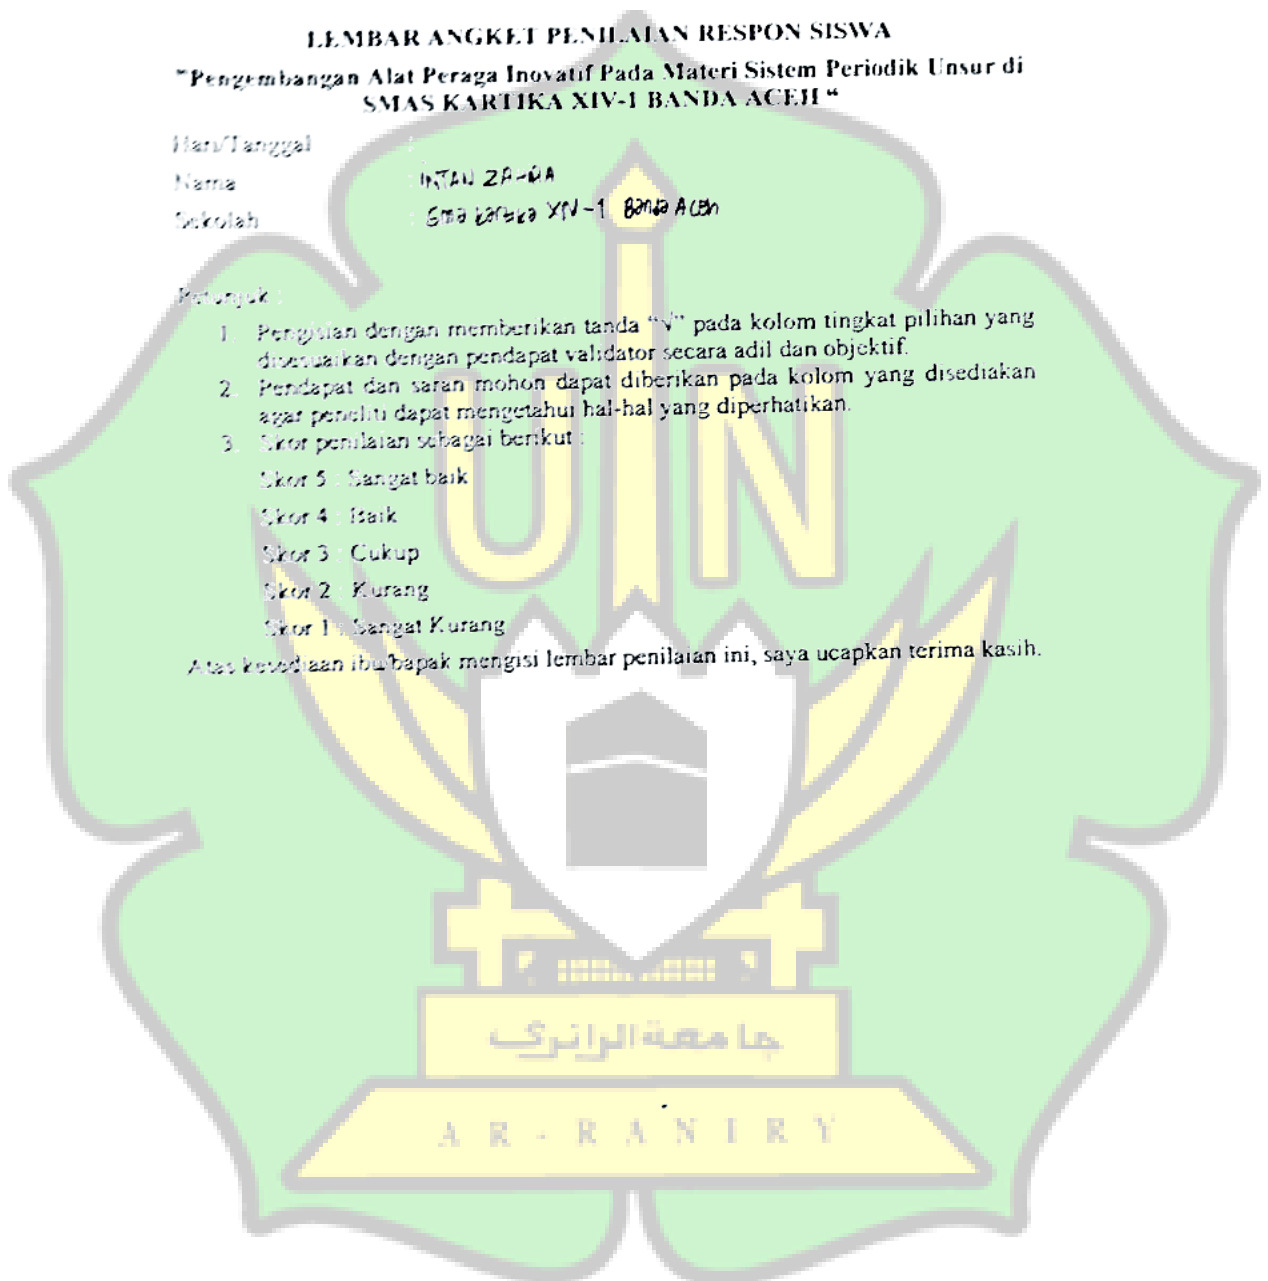 LEMBAR ANGKET PENILAIAN RESPON SISWA
"Pengembangan Alat Peraga Inovatif Pada Materi Sistem Periodik Unsur di
SMAS KARTIKA XIV-1 BANDA ACEH "
Hari/Tanggal :
Nama : INTAN ZAHRA
Sekolah : Sma kartika XIV-1 Banda Aceh
Petunjuk :
1. Pengisian dengan memberikan tanda "√" pada kolom tingkat pilihan yang
disesuaikan dengan pendapat validator secara adil dan objektif.
2. Pendapat dan saran mohon dapat diberikan pada kolom yang disediakan
agar peneliti dapat mengetahui hal-hal yang diperhatikan.
3. Skor penilaian sebagai berikut :
Skor 5 : Sangat baik
Skor 4 : Baik
Skor 3 : Cukup
Skor 2 : Kurang
Skor 1 : Sangat Kurang
Atas kesediaan ibu/bapak mengisi lembar penilaian ini, saya ucapkan terima kasih.
UIN
جامعة الرانري
AR-RANIRY